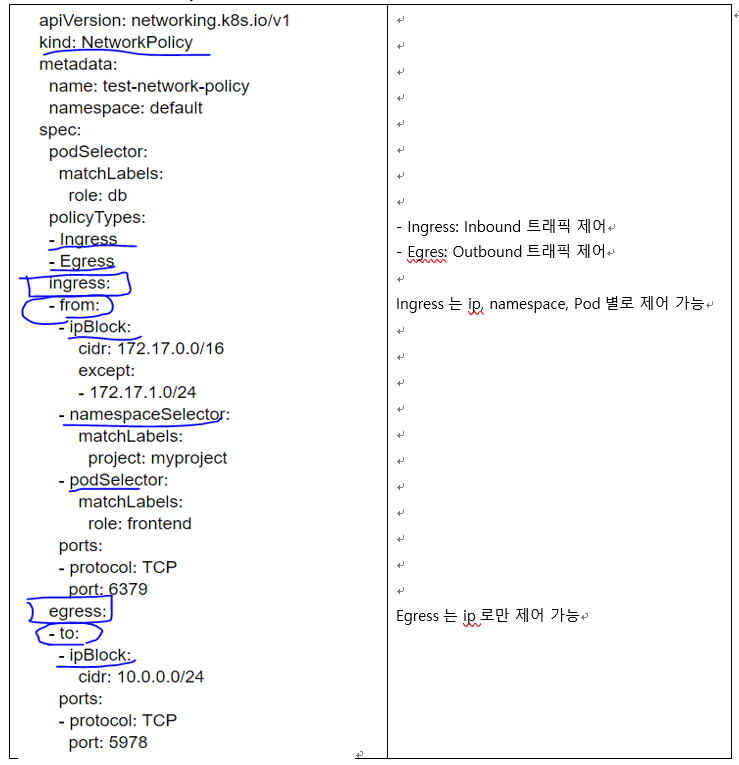 apiVersion: networking.k8s.io/v1
kind: NetworkPolicy
metadata:
name: test-network-policy
namespace: default
spec:
podSelector:
matchLabels:
role: db
policyTypes:
- Ingress
- Egress
ingress:
- from:
- ipBlock:
cidr: 172.17.0.0/16
except:
- 172.17.1.0/24
- namespaceSelector:
matchLabels:
project: myproject
- podSelector:
matchLabels:
role: frontend
ports:
- protocol: TCP
port: 6379
egress:
- to:
- ipBlock:
cidr: 10.0.0.0/24
ports:
- protocol: TCP
port: 5978
- Ingress: Inbound 트래픽 제어
- Egres: Outbound 트래픽 제어
Ingress 는 ip, namespace, Pod 별로 제어 가능
Egress 는 ip 로만 제어 가능